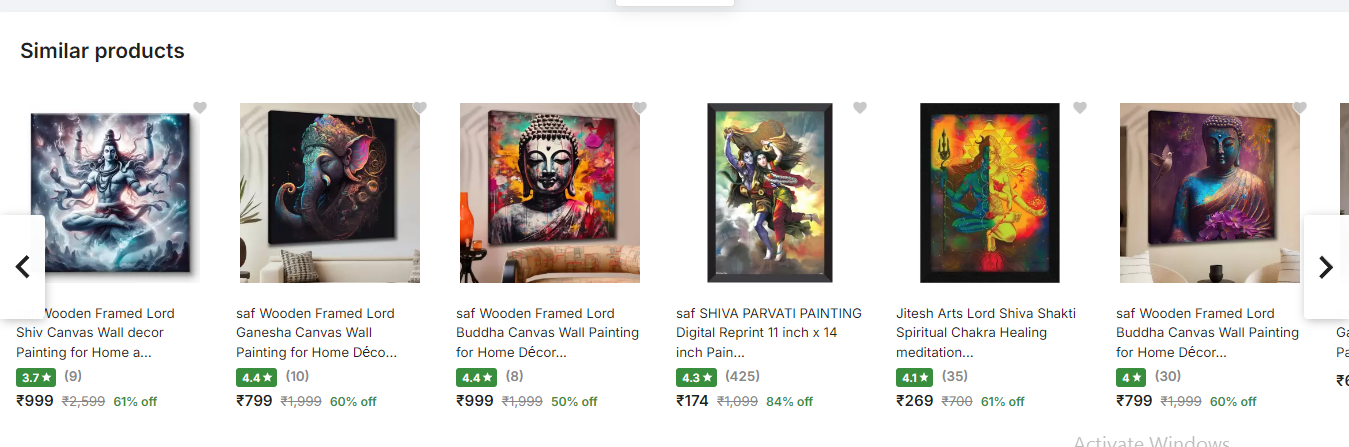 Similar products
Wooden Framed Lord
Shiv Canvas Wall decor
Painting for Home a...
3.7★ (9)
₹999 ₹2,599 61% off
saf Wooden Framed Lord
Ganesha Canvas Wall
Painting for Home Déco...
4.4★ (10)
₹799 ₹1,999 60% off
saf Wooden Framed Lord
Buddha Canvas Wall Painting
for Home Décor...
4.4★ (8)
₹999 ₹1,999 50% off
saf SHIVA PARVATI PAINTING
Digital Reprint 11 inch x 14
inch Pain...
4.3★ (425)
₹174 ₹1,099 84% off
Jitesh Arts Lord Shiva Shakti
Spiritual Chakra Healing
meditation...
4.1★ (35)
₹269 ₹700 61% off
saf Wooden Framed Lord
Buddha Canvas Wall Painting
for Home Décor...
4★ (30)
₹799 ₹1,999 60% off
Activate Windows